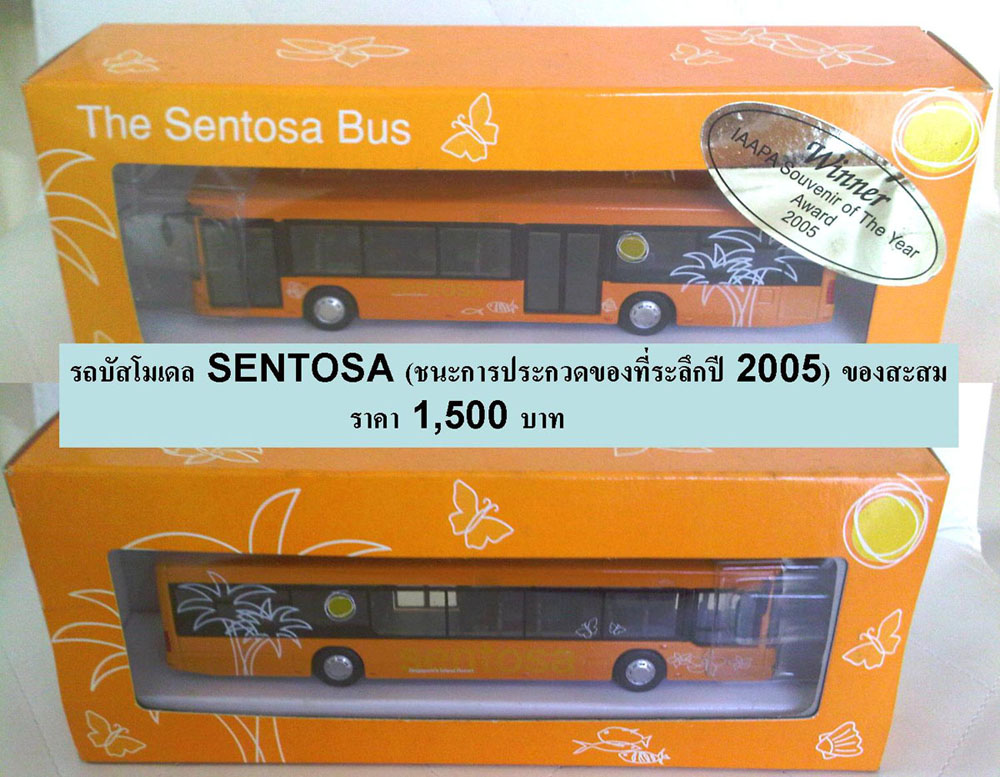 The Sentosa Bus
Winner
IAAPA Souvenir of The Year
Award
2005
รถบัสโมเดล SENTOSA (ชนะการประกวดของที่ระลึกปี 2005) ของสะสม
ราคา 1,500 บาท
sentosa